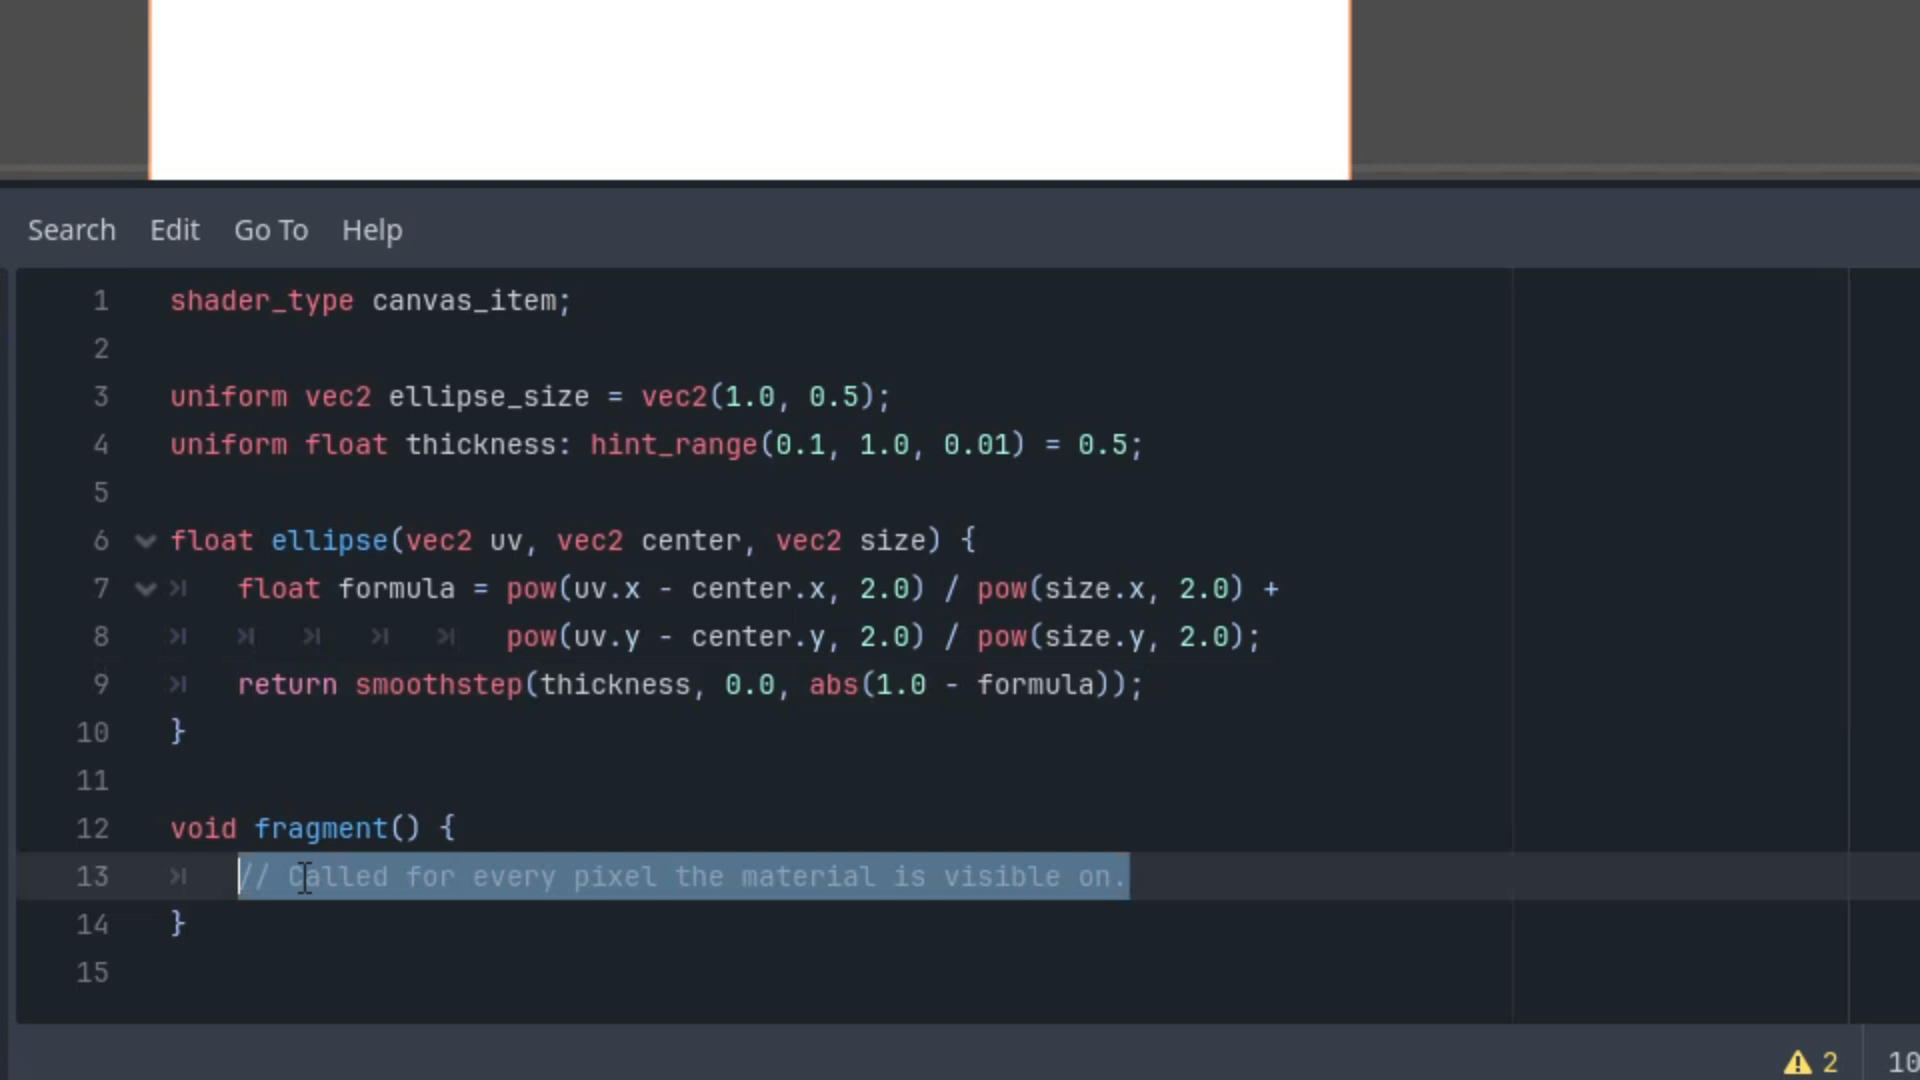 Search Edit Go To Help
1 shader_type canvas_item;
2
3 uniform vec2 ellipse_size = vec2(1.0, 0.5);
4 uniform float thickness: hint_range(0.1, 1.0, 0.01) = 0.5;
5
6 float ellipse(vec2 uv, vec2 center, vec2 size) {
7 float formula = pow(uv.x - center.x, 2.0) / pow(size.x, 2.0) +
8 pow(uv.y - center.y, 2.0) / pow(size.y, 2.0);
9 return smoothstep(thickness, 0.0, abs(1.0 - formula));
10 }
11
12 void fragment() {
13 // Called for every pixel the material is visible on.
14 }
15
2 10